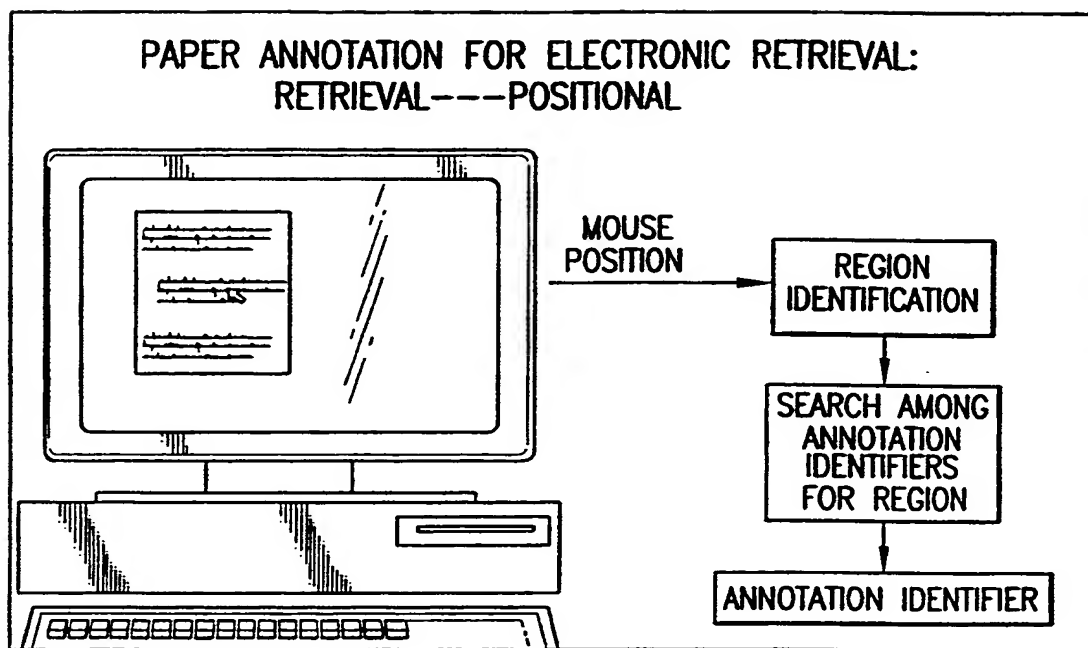 PAPER ANNOTATION FOR ELECTRONIC RETRIEVAL:
RETRIEVAL---POSITIONAL
MOUSE
POSITION
REGION
IDENTIFICATION
SEARCH AMONG
ANNOTATION
IDENTIFIERS
FOR REGION
ANNOTATION IDENTIFIER